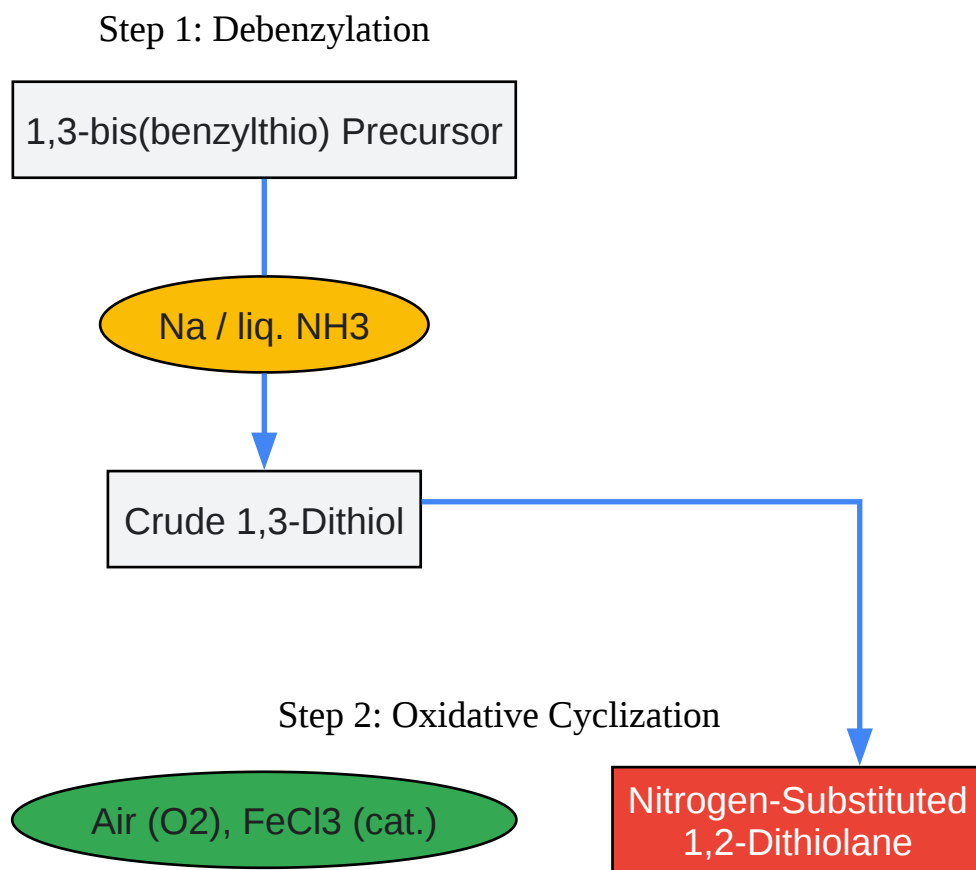 Step 1: Debenzylation
1,3-bis(benzylthio) Precursor
Na / liq. NH3
Crude 1,3-Dithiol
Step 2: Oxidative Cyclization
Air (O2), FeCl3 (cat.)
Nitrogen-Substituted
1,2-Dithiolane